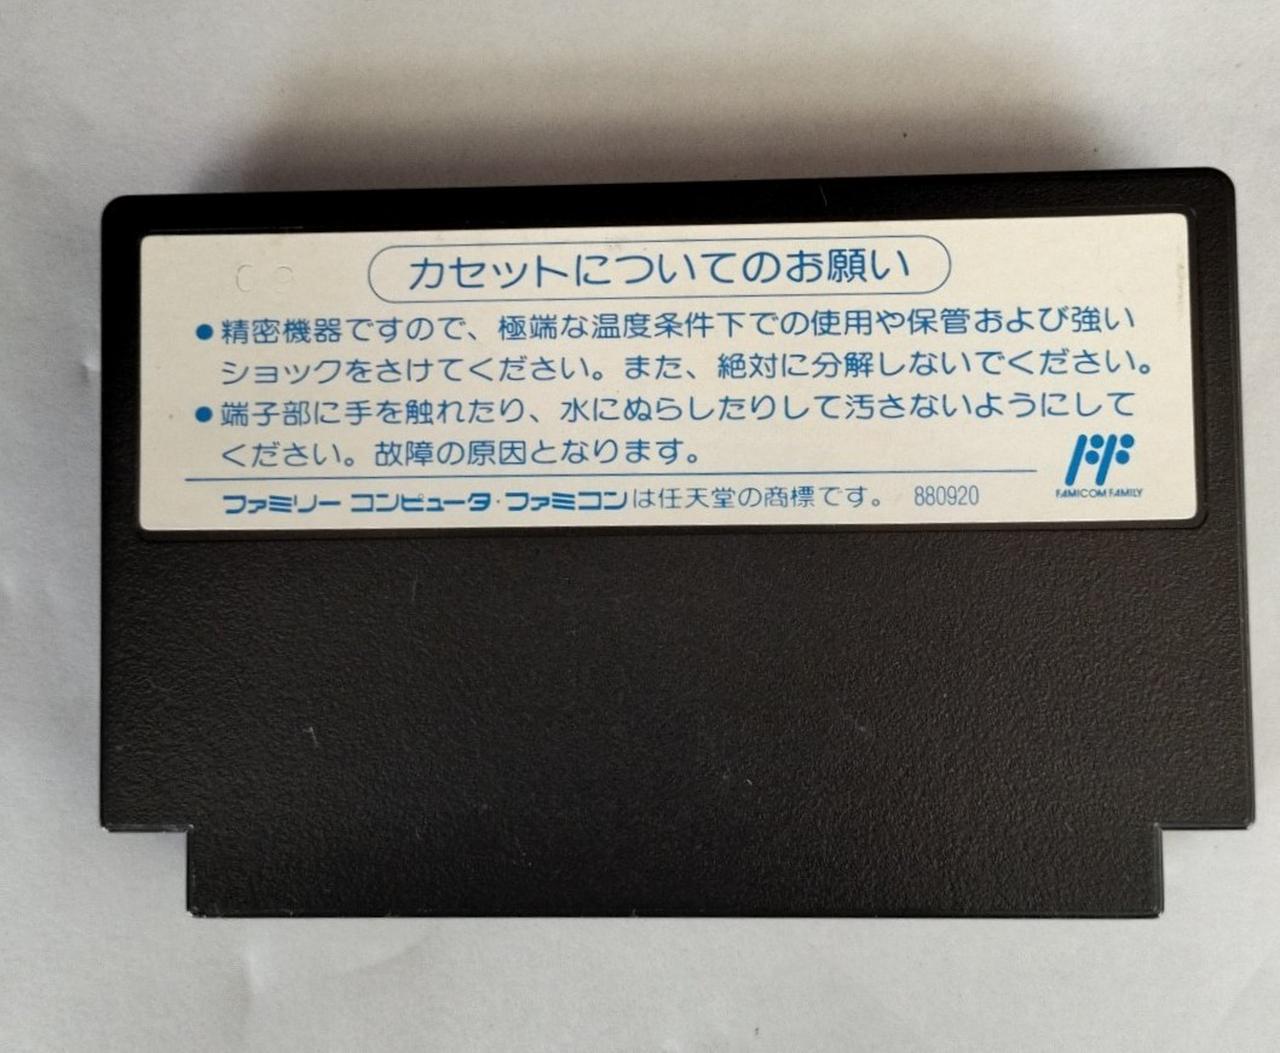 カセットについてのお願い
●精密機器ですので、極端な温度条件下での使用や保管および強い
ショックをさけてください。また、絶対に分解しないでください。
●端子部に手を触れたり、水にぬらしたりして汚さないようにして
ください。故障の原因となります。
FAMICOM FAMILY
ファミリー コンピュータ・ファミコンは任天堂の商標です。 880920